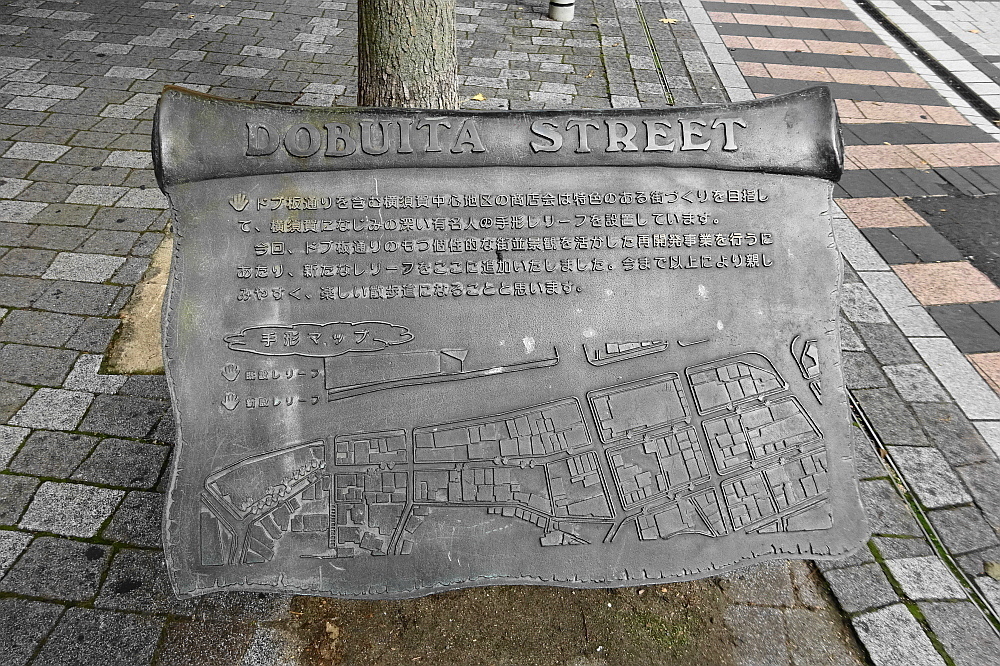 DOBUITA STREET
ドブ板通りを含む横須賀中心地区の商店会は特色のある街づくりを目指し
て、横須賀になじみの深い有名人の手形レリーフを設置しています。
今回、ドブ板通りのもつ個性的な街並景観を活かした再開発事業を行うに
あたり、新たなレリーフをここに追加いたしました。今まで以上により親し
みやすく、楽しい散歩道になることと思います。
手形マップ
既設レリーフ
新設レリーフ